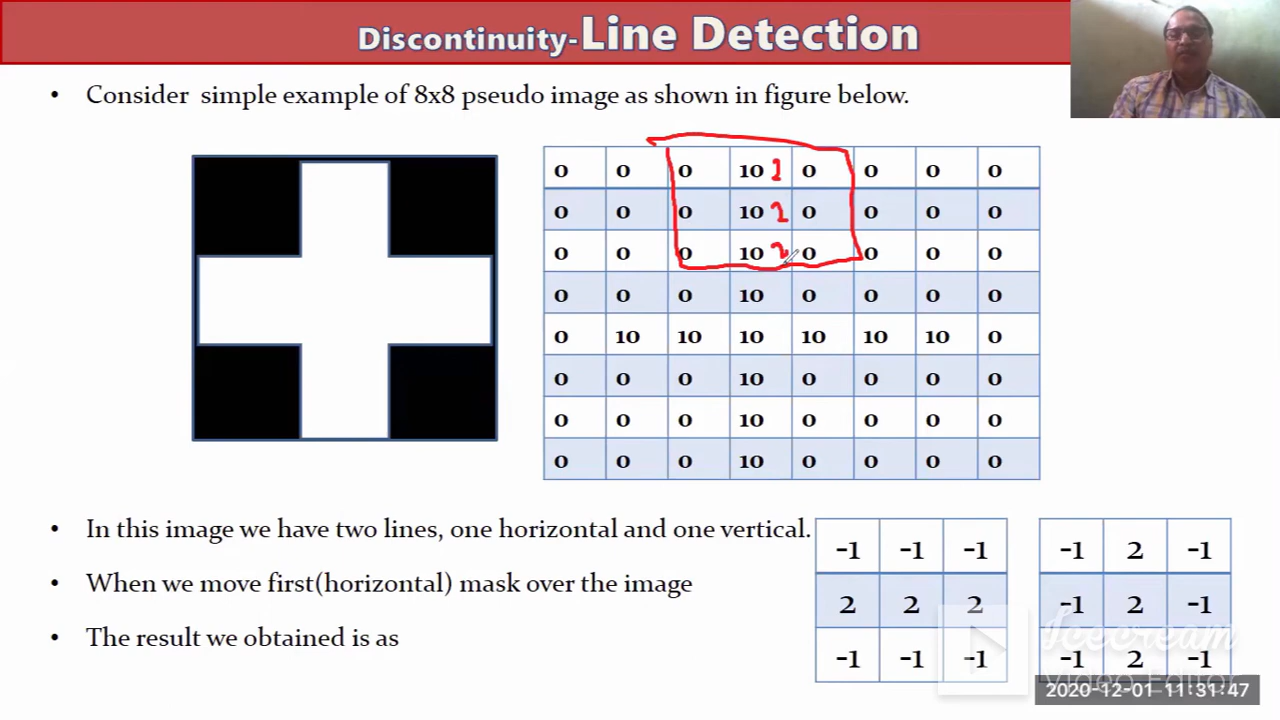 Discontinuity-Line Detection
• Consider simple example of 8x8 pseudo image as shown in figure below.
0 0 0 10 2 0 0 0 0
0 0 0 10 2 0 0 0 0
0 0 0 10 2 0 0 0 0
0 0 0 10 0 0 0 0
0 10 10 10 10 10 10 0
0 0 0 10 0 0 0 0
0 0 0 10 0 0 0 0
0 0 0 10 0 0 0 0
• In this image we have two lines, one horizontal and one vertical.
• When we move first(horizontal) mask over the image
• The result we obtained is as
-1 -1 -1
2 2 2
-1 -1 -1
-1 2 -1
-1 2 -1
-1 2 -1
Icecream
Video Editor
2020-12-01 11:31:47